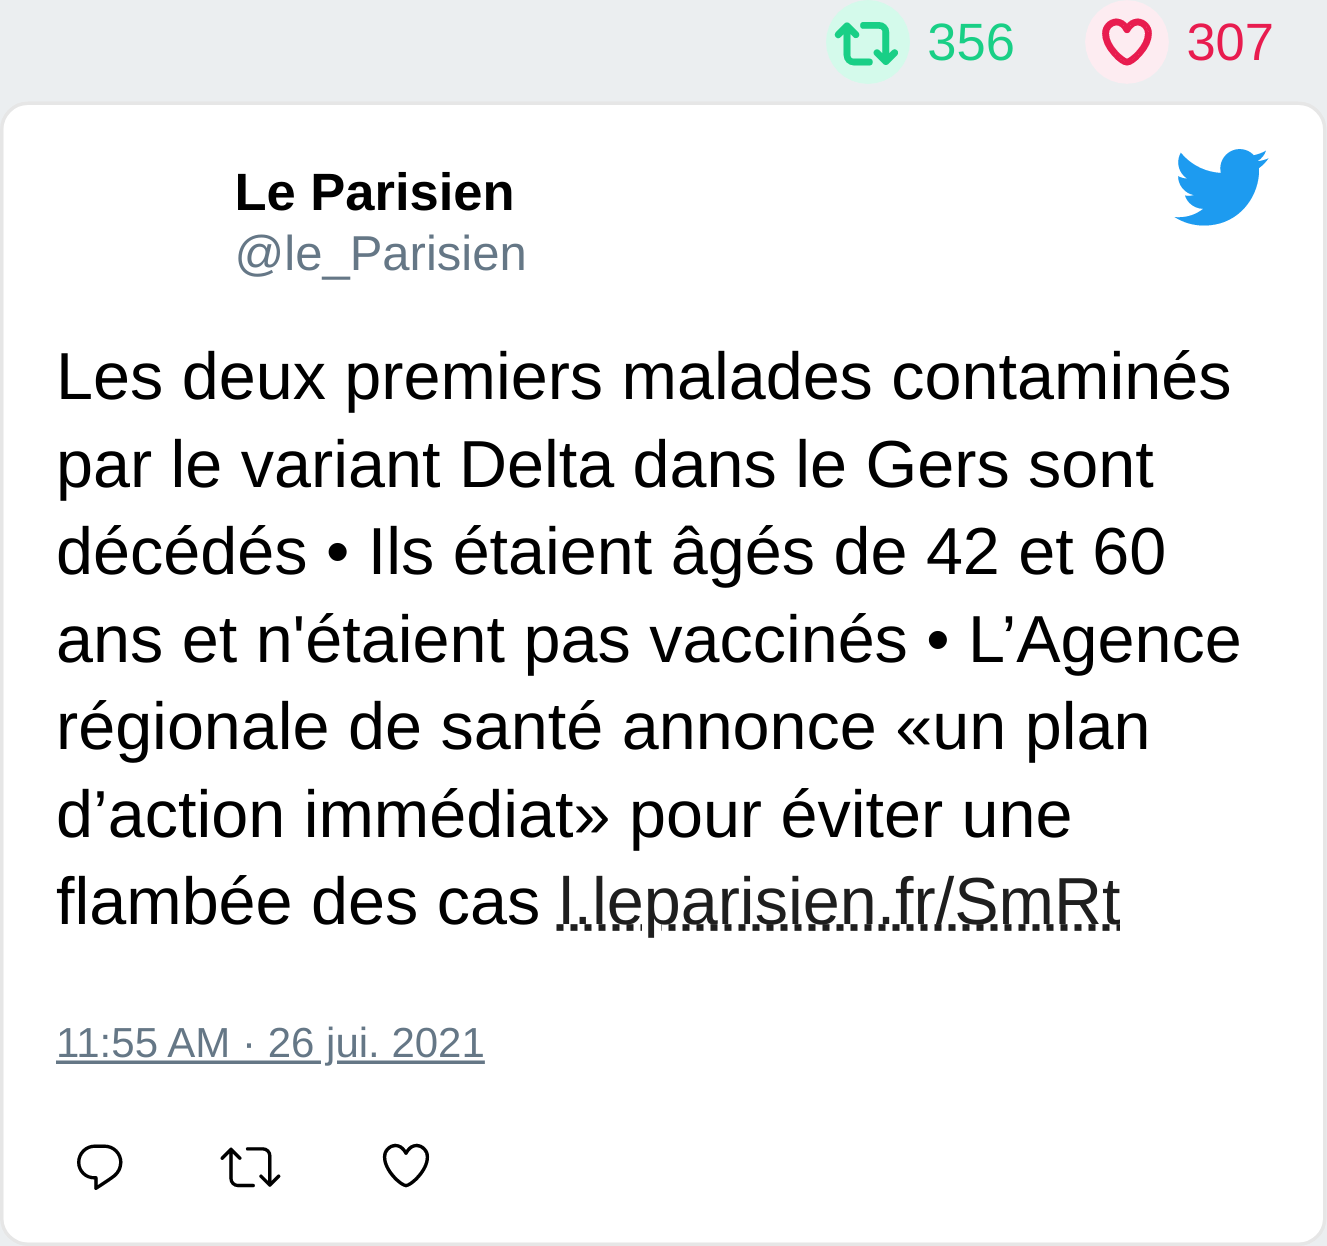 356 307
Le Parisien
@le_Parisien
Les deux premiers malades contaminés
par le variant Delta dans le Gers sont
décédés • Ils étaient âgés de 42 et 60
ans et n'étaient pas vaccinés • L’Agence
régionale de santé annonce «un plan
d’action immédiat» pour éviter une
flambée des cas l.leparisien.fr/SmRt
11:55 AM · 26 jui. 2021